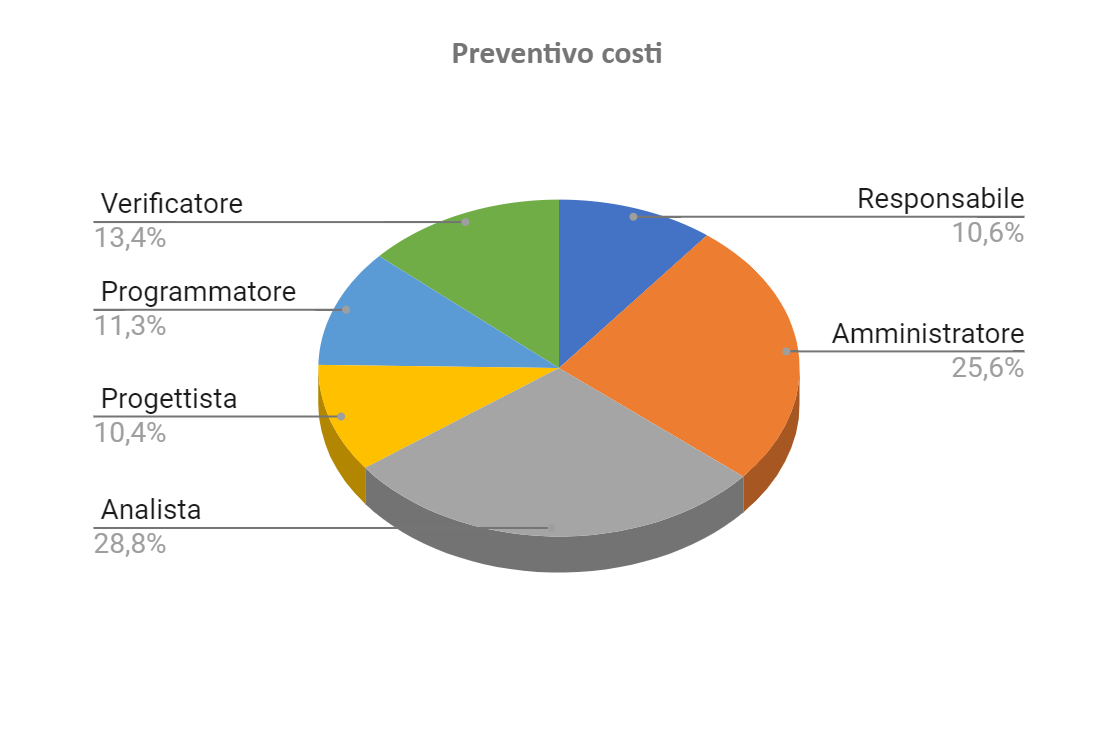 Preventivo costi
Responsabile
10,6%
Amministratore
25,6%
Verificatore
13,4%
Programmatore
11,3%
Progettista
10,4%
Analista
28,8%